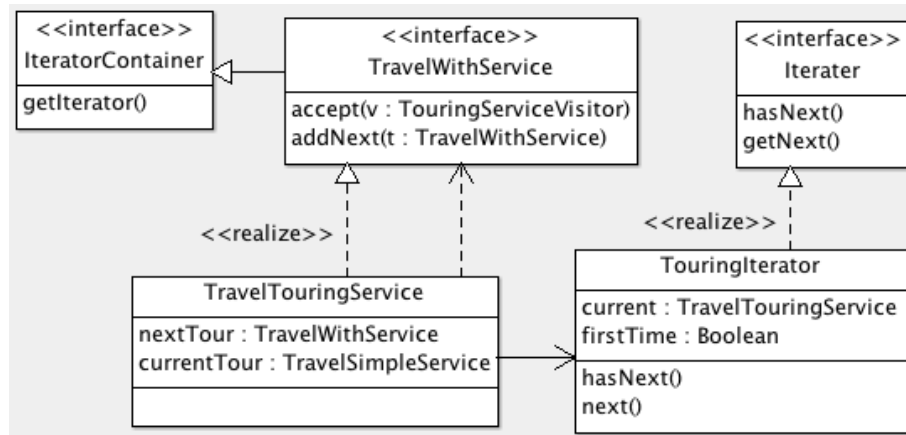 <<interface>>
IteratorContainer
getIterator()
<<interface>>
TravelWithService
accept(v : TouringServiceVisitor)
addNext(t : TravelWithService)
<<interface>>
Iterater
hasNext()
getNext()
<<realize>>
<<realize>>
TravelTouringService
nextTour : TravelWithService
currentTour : TravelSimpleService
TouringIterator
current : TravelTouringService
firstTime : Boolean
hasNext()
next()